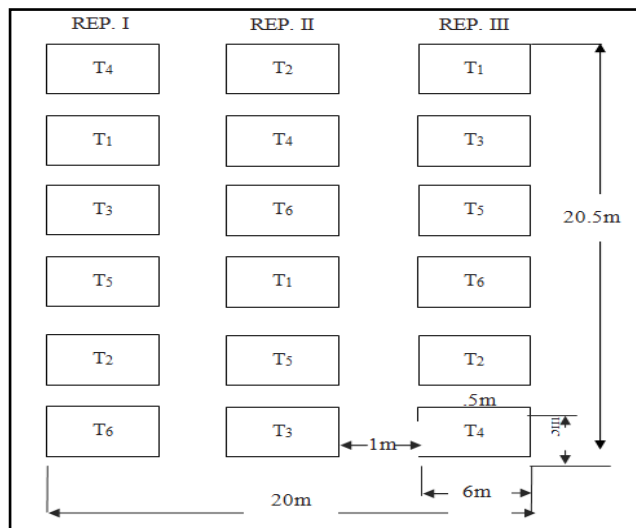 REP. I REP. II REP. III
T4 T2 T1
T1 T4 T3
T3 T6 T5
20.5m
T5 T1 T6
T2 T5 T2
.5m
T6 T3 T4
1m
6m
20m